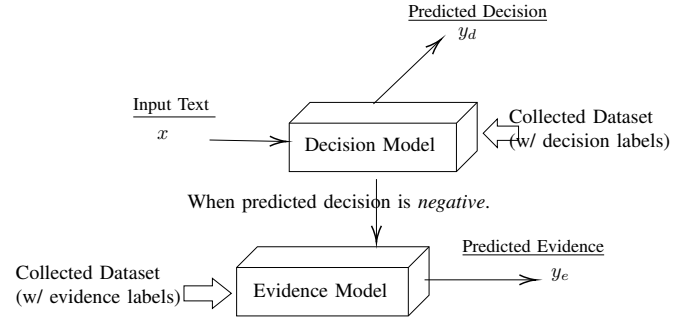 Predicted Decision
y_d
Input Text
x
Collected Dataset
(w/ decision labels)
Decision Model
When predicted decision is negative.
Predicted Evidence
y_e
Collected Dataset
(w/ evidence labels)
Evidence Model